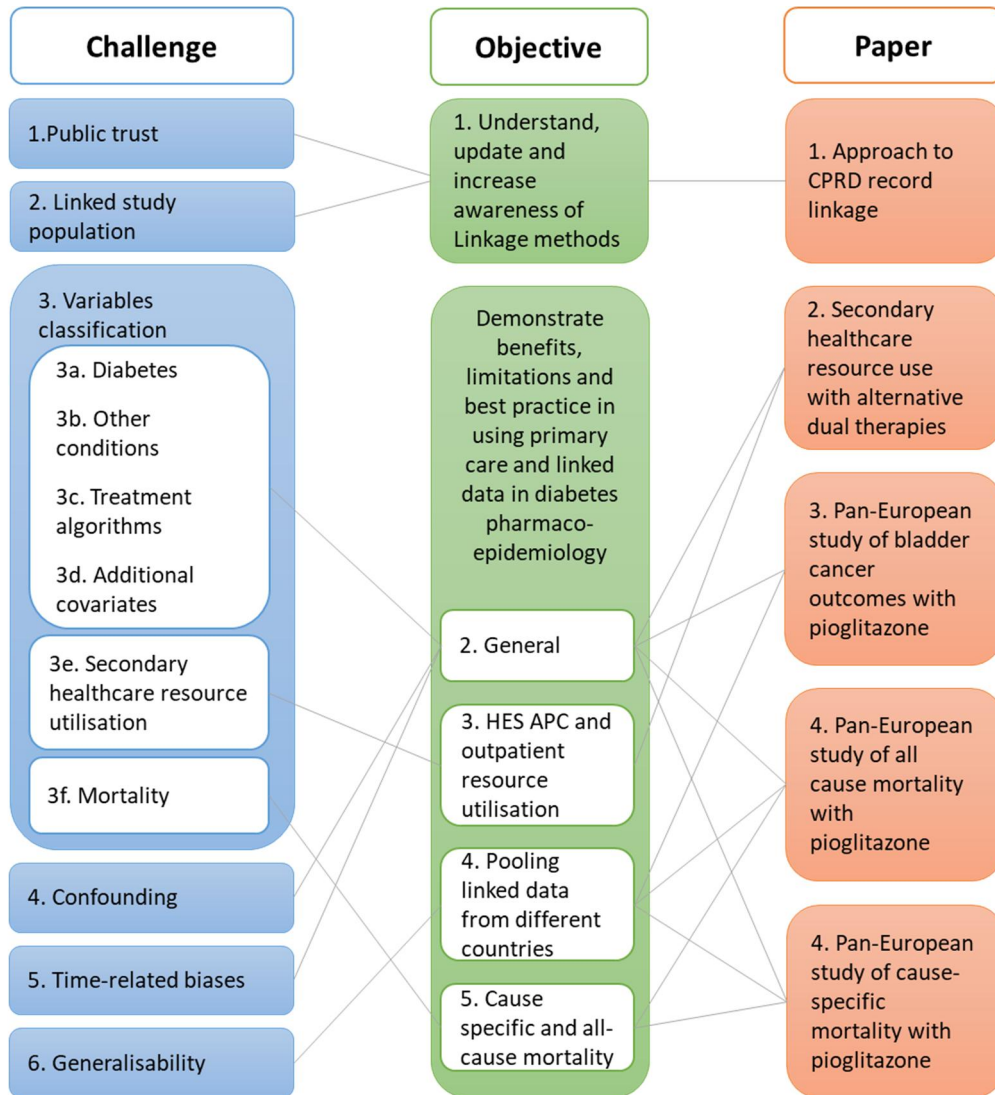 Challenge
1.Public trust
2. Linked study
population
3. Variables
classification
3a. Diabetes
3b. Other
conditions
3c. Treatment
algorithms
3d. Additional
covariates
3e. Secondary
healthcare resource
utilisation
3f. Mortality
4. Confounding
5. Time-related biases
6. Generalisability
Objective
1. Understand,
update and
increase
awareness of
Linkage methods
Demonstrate
benefits,
limitations and
best practice in
using primary
care and linked
data in diabetes
pharmaco-
epidemiology
2. General
3. HES APC and
outpatient
resource
utilisation
4. Pooling
linked data
from different
countries
5. Cause
specific and all-
cause mortality
Paper
1. Approach to
CPRD record
linkage
2. Secondary
healthcare
resource use
with alternative
dual therapies
3. Pan-European
study of bladder
cancer
outcomes with
pioglitazone
4. Pan-European
study of all
cause mortality
with
pioglitazone
4. Pan-European
study of cause-
specific
mortality with
pioglitazone